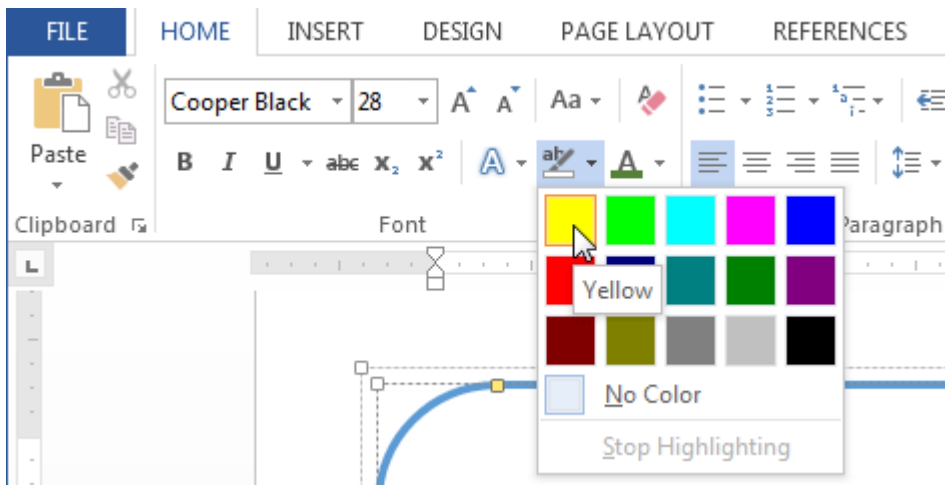 FILE HOME INSERT DESIGN PAGE LAYOUT REFERENCES
Cooper Black 28 A A Aa
Paste B I U abc X₂ X² A ab A
Clipboard Font Paragraph
L
Yellow
No Color
Stop Highlighting